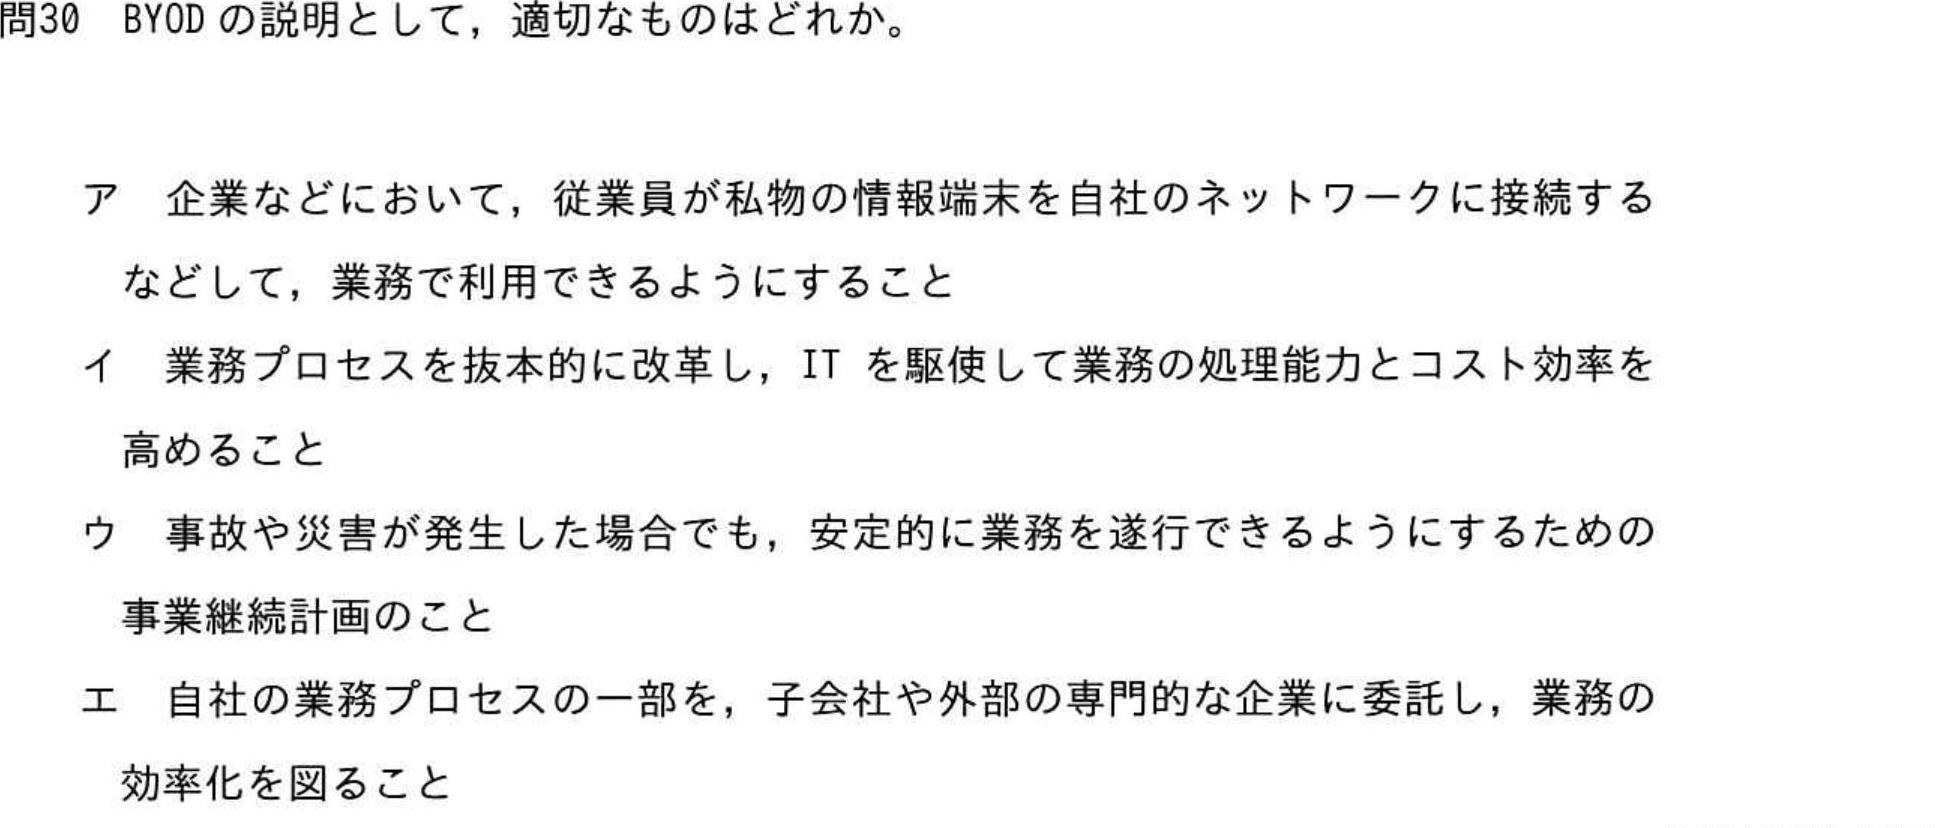 問30　BYOD の説明として，適切なものはどれか。
ア　企業などにおいて，従業員が私物の情報端末を自社のネットワークに接続する
などして，業務で利用できるようにすること
イ　業務プロセスを抜本的に改革し，IT を駆使して業務の処理能力とコスト効率を
高めること
ウ　事故や災害が発生した場合でも，安定的に業務を遂行できるようにするための
事業継続計画のこと
エ　自社の業務プロセスの一部を，子会社や外部の専門的な企業に委託し，業務の
効率化を図ること